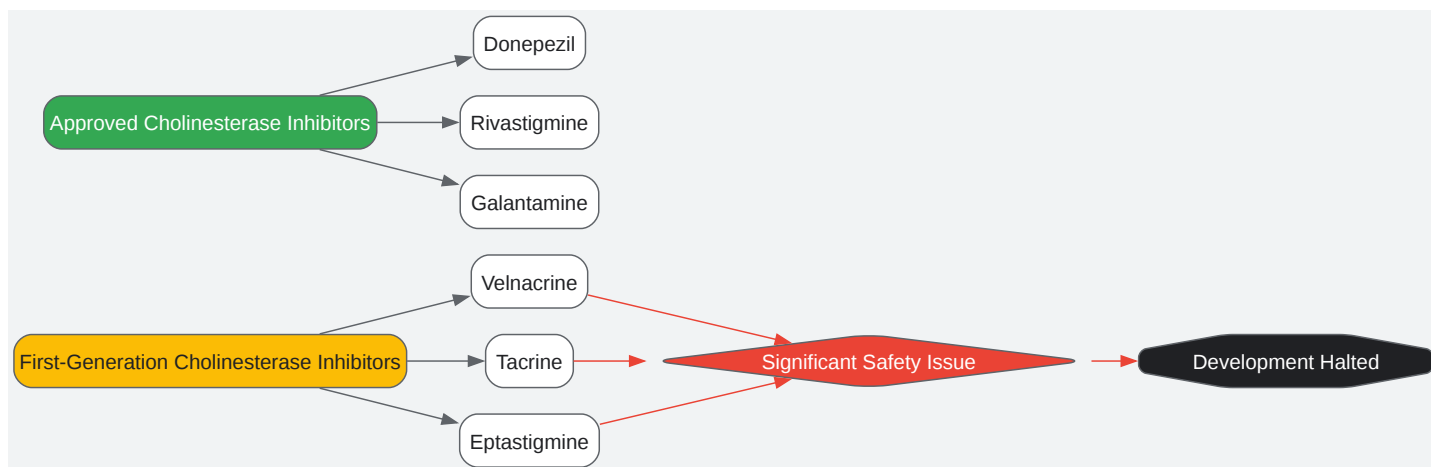 Donepezil
Approved Cholinesterase Inhibitors
Rivastigmine
Galantamine
Velnacrine
First-Generation Cholinesterase Inhibitors
Tacrine
Significant Safety Issue
Development Halted
Eptastigmine